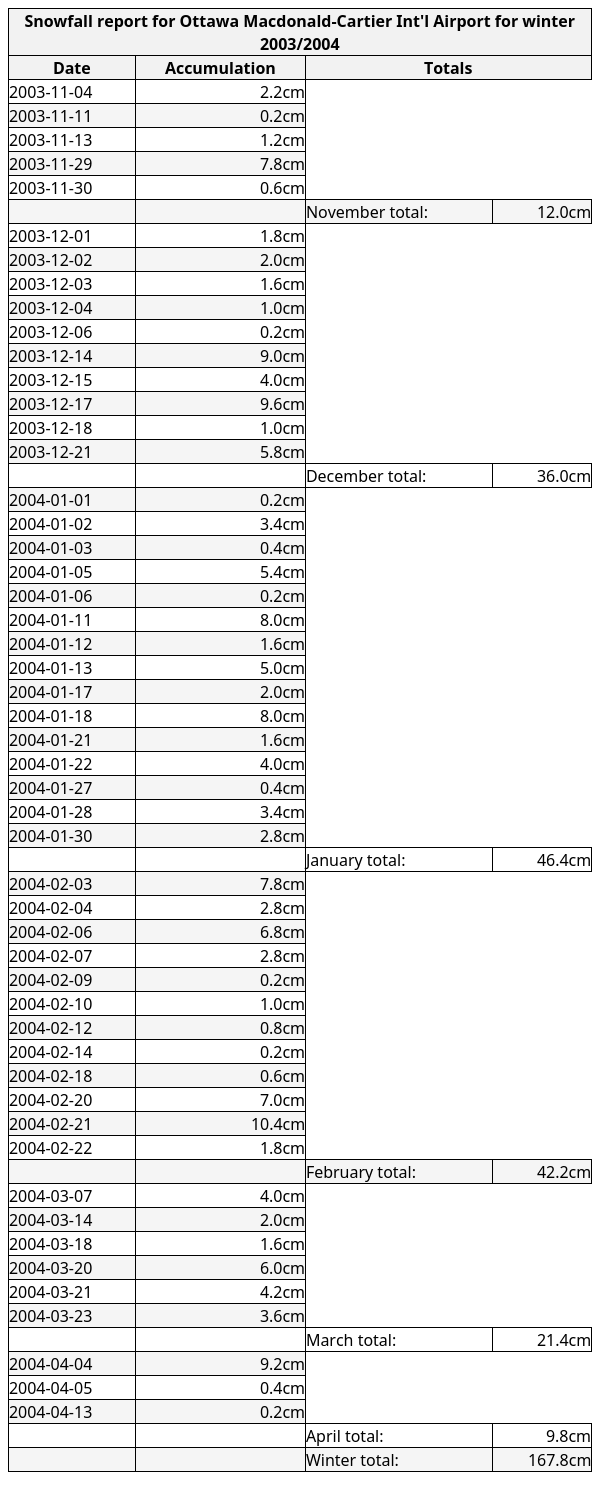 Snowfall report for Ottawa Macdonald-Cartier Int'l Airport for winter
2003/2004
Date Accumulation Totals
2003-11-04 2.2cm
2003-11-11 0.2cm
2003-11-13 1.2cm
2003-11-29 7.8cm
2003-11-30 0.6cm
November total: 12.0cm
2003-12-01 1.8cm
2003-12-02 2.0cm
2003-12-03 1.6cm
2003-12-04 1.0cm
2003-12-06 0.2cm
2003-12-14 9.0cm
2003-12-15 4.0cm
2003-12-17 9.6cm
2003-12-18 1.0cm
2003-12-21 5.8cm
December total: 36.0cm
2004-01-01 0.2cm
2004-01-02 3.4cm
2004-01-03 0.4cm
2004-01-05 5.4cm
2004-01-06 0.2cm
2004-01-11 8.0cm
2004-01-12 1.6cm
2004-01-13 5.0cm
2004-01-17 2.0cm
2004-01-18 8.0cm
2004-01-21 1.6cm
2004-01-22 4.0cm
2004-01-27 0.4cm
2004-01-28 3.4cm
2004-01-30 2.8cm
January total: 46.4cm
2004-02-03 7.8cm
2004-02-04 2.8cm
2004-02-06 6.8cm
2004-02-07 2.8cm
2004-02-09 0.2cm
2004-02-10 1.0cm
2004-02-12 0.8cm
2004-02-14 0.2cm
2004-02-18 0.6cm
2004-02-20 7.0cm
2004-02-21 10.4cm
2004-02-22 1.8cm
February total: 42.2cm
2004-03-07 4.0cm
2004-03-14 2.0cm
2004-03-18 1.6cm
2004-03-20 6.0cm
2004-03-21 4.2cm
2004-03-23 3.6cm
March total: 21.4cm
2004-04-04 9.2cm
2004-04-05 0.4cm
2004-04-13 0.2cm
April total: 9.8cm
Winter total: 167.8cm